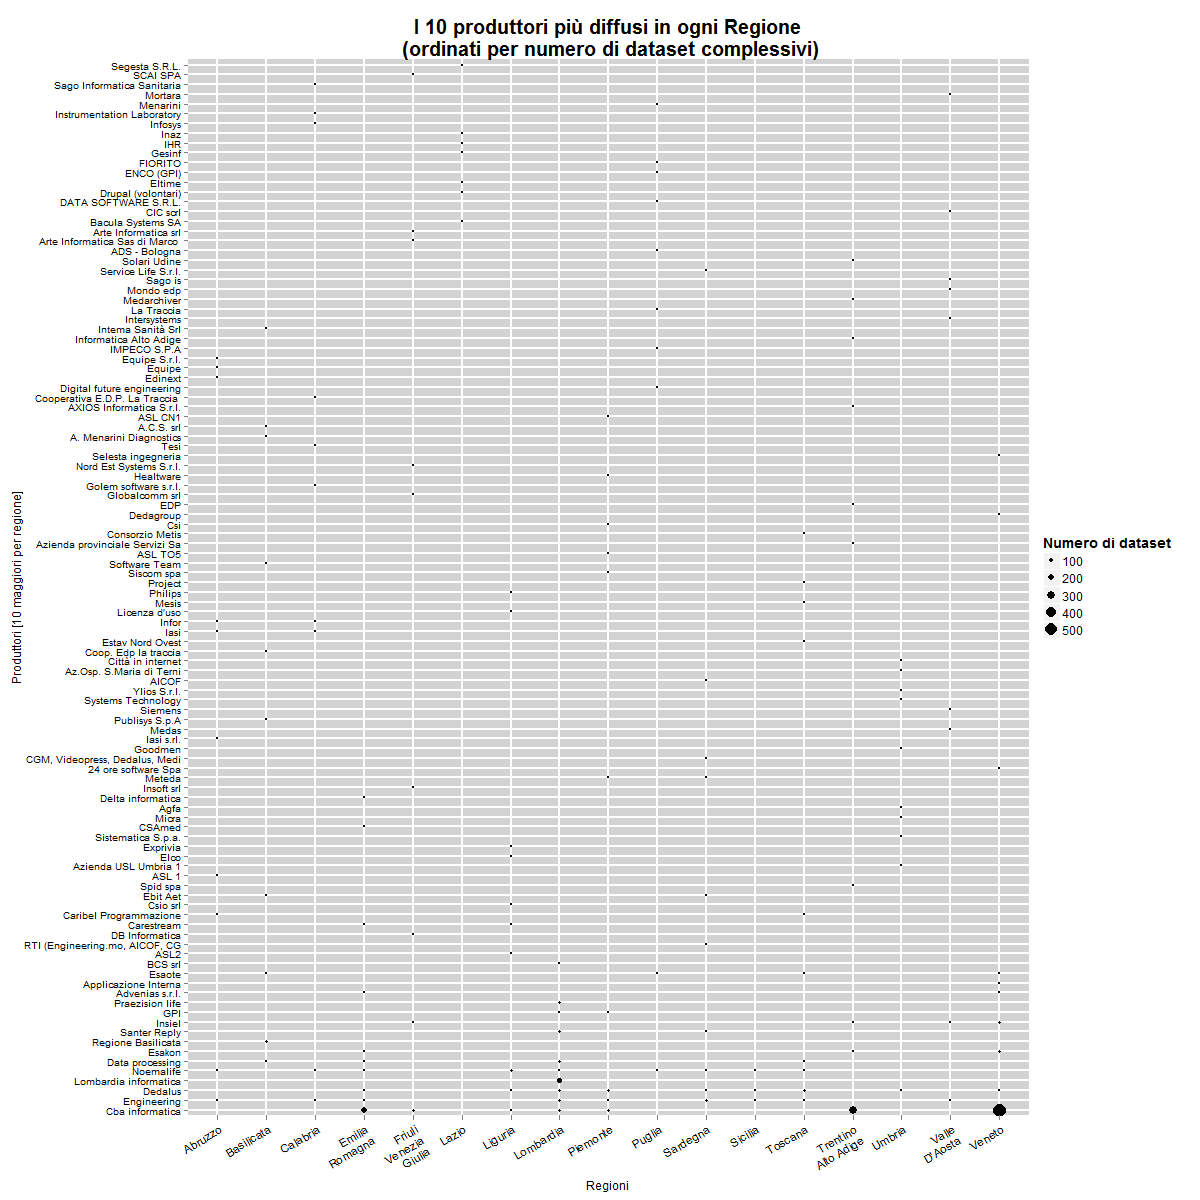 I 10 produttori più diffusi in ogni Regione
(ordinati per numero di dataset complessivi)
Segesta S.R.L.
SCAI SPA
Sago Informatica Sanitaria
Mortara
Menarini
Instrumentation Laboratory
Infosys
Inaz
IHR
Gesinf
FIORITO
ENCO (GPI)
Eltime
Drupal (volontari)
DATA SOFTWARE S.R.L.
CIC scrl
Bacula Systems SA
Arte Informatica srl
Arte Informatica Sas di Marco
ADS - Bologna
Solari Udine
Service Life S.r.l.
Sago is
Mondo edp
Medarchiver
La Traccia
Intersystems
Intema Sanità Srl
Informatica Alto Adige
IMPECO S.P.A
Equipe S.r.l.
Equipe
Edinext
Digital future engineering
Cooperativa E.D.P. La Traccia
AXIOS Informatica S.r.l.
ASL CN1
A.C.S. srl
A. Menarini Diagnostics
Tesi
Selesta ingegneria
Nord Est Systems S.r.l.
Healtware
Golem software s.r.l.
Globalcomm srl
EDP
Dedagroup
Csi
Consorzio Metis
Azienda provinciale Servizi Sa
ASL TO5
Software Team
Siscom spa
Project
Philips
Mesis
Licenza d'uso
Infor
Iasi
Estav Nord Ovest
Coop. Edp la traccia
Città in internet
Az.Osp. S.Maria di Terni
AICOF
Ylios S.r.l.
Systems Technology
Siemens
Publisys S.p.A
Medas
Iasi s.rl.
Goodmen
CGM, Videopress, Dedalus, Medi
24 ore software Spa
Meteda
Insoft srl
Delta informatica
Agfa
Micra
CSAmed
Sistematica S.p.a.
Exprivia
Elco
Azienda USL Umbria 1
ASL 1
Spid spa
Ebit Aet
Csio srl
Caribel Programmazione
Carestream
DB Informatica
RTI (Engineering.mo, AICOF, CG
ASL2
BCS srl
Esaote
Applicazione Interna
Advenias s.r.l.
Praezision life
GPI
Insiel
Santer Reply
Regione Basilicata
Esakon
Data processing
Noemalife
Lombardia informatica
Dedalus
Engineering
Cba informatica
Produttori [10 maggiori per regione]
Abruzzo
Basilicata
Calabria
Emilia
Romagna
Friuli
Venezia
Giulia
Lazio
Liguria
Lombardia
Piemonte
Puglia
Sardegna
Sicilia
Toscana
Trentino
Alto Adige
Umbria
Valle
D'Aosta
Veneto
Regioni
Numero di dataset
100
200
300
400
500